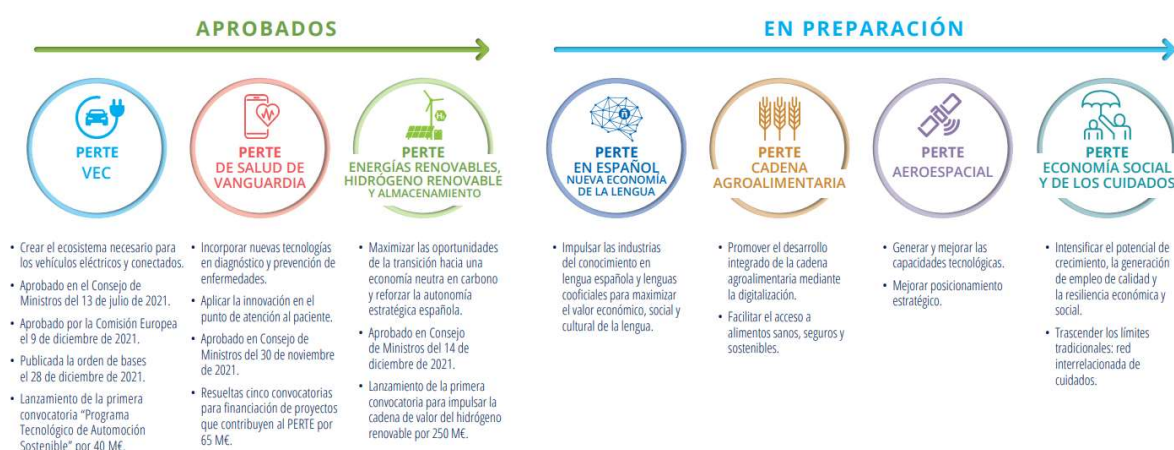 APROBADOS
EN PREPARACIÓN
PERTE
VEC
PERTE
DE SALUD DE
VANGUARDIA
H₂
PERTE
ENERGÍAS RENOVABLES,
HIDRÓGENO RENOVABLE
Y ALMACENAMIENTO
ñ
PERTE
EN ESPAÑOL
NUEVA ECONOMÍA
DE LA LENGUA
PERTE
CADENA
AGROALIMENTARIA
PERTE
AEROESPACIAL
PERTE
ECONOMÍA SOCIAL
Y DE LOS CUIDADOS
• Crear el ecosistema necesario para
los vehículos eléctricos y conectados.
• Aprobado en el Consejo de
Ministros del 13 de julio de 2021.
• Aprobado por la Comisión Europea
el 9 de diciembre de 2021.
• Publicada la orden de bases
el 28 de diciembre de 2021.
• Lanzamiento de la primera
convocatoria “Programa
Tecnológico de Automoción
Sostenible” por 40 M€.
• Incorporar nuevas tecnologías
en diagnóstico y prevención de
enfermedades.
• Aplicar la innovación en el
punto de atención al paciente.
• Aprobado en Consejo de
Ministros del 30 de noviembre
de 2021.
• Resueltas cinco convocatorias
para financiación de proyectos
que contribuyen al PERTE por
65 M€.
• Maximizar las oportunidades
de la transición hacia una
economía neutra en carbono
y reforzar la autonomía
estratégica española.
• Aprobado en Consejo
de Ministros del 14 de
diciembre de 2021.
• Lanzamiento de la primera
convocatoria para impulsar la
cadena de valor del hidrógeno
renovable por 250 M€.
• Impulsar las industrias
del conocimiento en
lengua española y lenguas
cooficiales para maximizar
el valor económico, social y
cultural de la lengua.
• Promover el desarrollo
integrado de la cadena
agroalimentaria mediante
la digitalización.
• Facilitar el acceso a
alimentos sanos, seguros y
sostenibles.
• Generar y mejorar las
capacidades tecnológicas.
• Mejorar posicionamiento
estratégico.
• Intensificar el potencial de
crecimiento, la generación
de empleo de calidad y
la resiliencia económica y
social.
• Trascender los límites
tradicionales: red
interrelacionada de
cuidados.